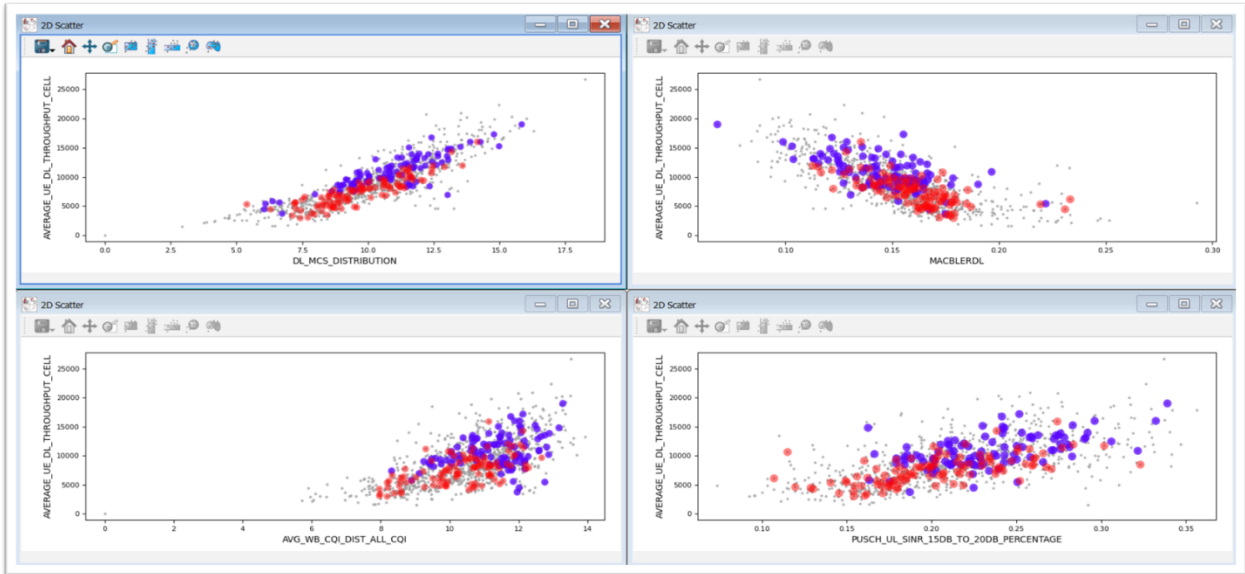 2D Scatter
AVERAGE_UE_DL_THROUGHPUT_CELL
25000
20000
15000
10000
5000
0
0.0 2.5 5.0 7.5 10.0 12.5 15.0 17.5
DL_MCS_DISTRIBUTION
2D Scatter
AVERAGE_UE_DL_THROUGHPUT_CELL
25000
20000
15000
10000
5000
0
0.10 0.15 0.20 0.25 0.30
MACBLERDL
2D Scatter
AVERAGE_UE_DL_THROUGHPUT_CELL
25000
20000
15000
10000
5000
0
0 2 4 6 8 10 12 14
AVG_WB_CQI_DIST_ALL_CQI
2D Scatter
AVERAGE_UE_DL_THROUGHPUT_CELL
25000
20000
15000
10000
5000
0
0.10 0.15 0.20 0.25 0.30 0.35
PUSCH_UL_SINR_15DB_TO_20DB_PERCENTAGE